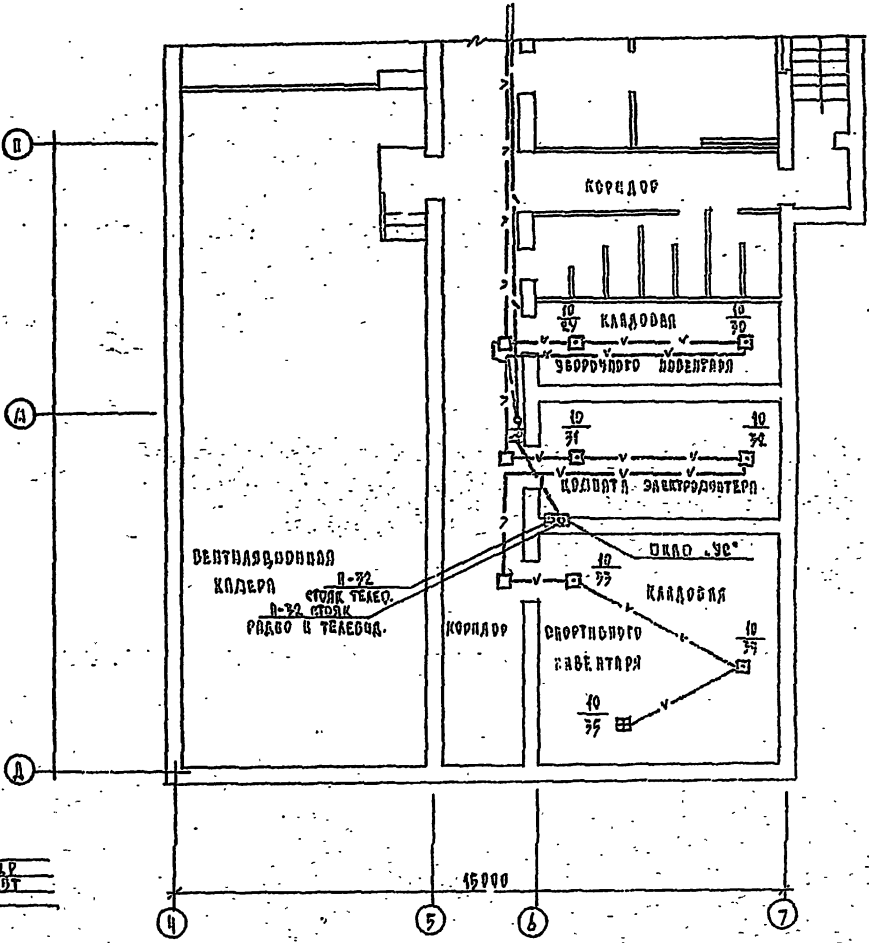 П
КОРИДОР
10
29
КЛАДОВАЯ
10
30
УБОРОЧНОГО ИНВЕНТАРЯ
Д
10
31
10
32
КОМНАТА ЭЛЕКТРОМОНТЕРА
ВЕНТИЛЯЦИОННАЯ
КАМЕРА
П-32
СТОЯК ТЕЛЕФ.
П-32 СТОЯК
РАДИО И ТЕЛЕВИД.
КОРИДОР
10
33
КЛАДОВАЯ
СПОРТИВНОГО
ИНВЕНТАРЯ
10
34
10
35
Д
15000
4
5
6
7